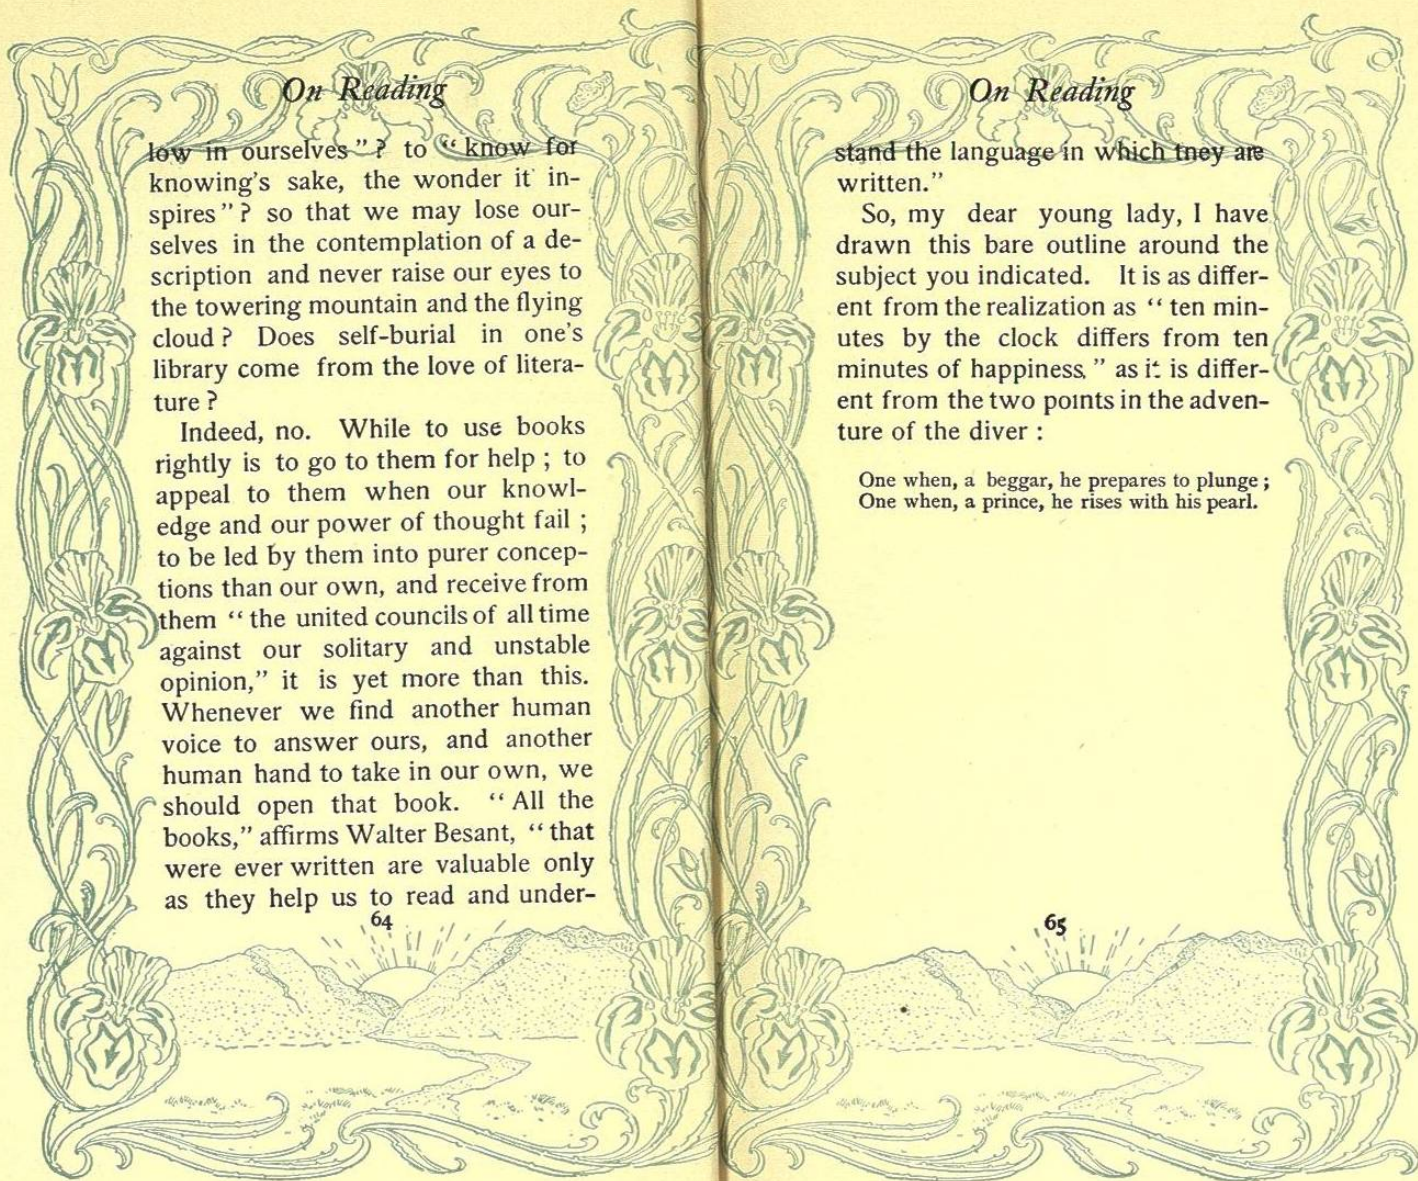 On Reading
low in ourselves”? to “know for
knowing's sake, the wonder it in-
spires”? so that we may lose our-
selves in the contemplation of a de-
scription and never raise our eyes to
the towering mountain and the flying
cloud? Does self-burial in one's
library come from the love of litera-
ture?
Indeed, no. While to use books
rightly is to go to them for help; to
appeal to them when our knowl-
edge and our power of thought fail;
to be led by them into purer concep-
tions than our own, and receive from
them “the united councils of all time
against our solitary and unstable
opinion,” it is yet more than this.
Whenever we find another human
voice to answer ours, and another
human hand to take in our own, we
should open that book. “All the
books,” affirms Walter Besant, “that
were ever written are valuable only
as they help us to read and under-
64
On Reading
stand the language in which tney are
written.”
So, my dear young lady, I have
drawn this bare outline around the
subject you indicated. It is as differ-
ent from the realization as “ten min-
utes by the clock differs from ten
minutes of happiness,” as it is differ-
ent from the two points in the adven-
ture of the diver:
One when, a beggar, he prepares to plunge;
One when, a prince, he rises with his pearl.
65